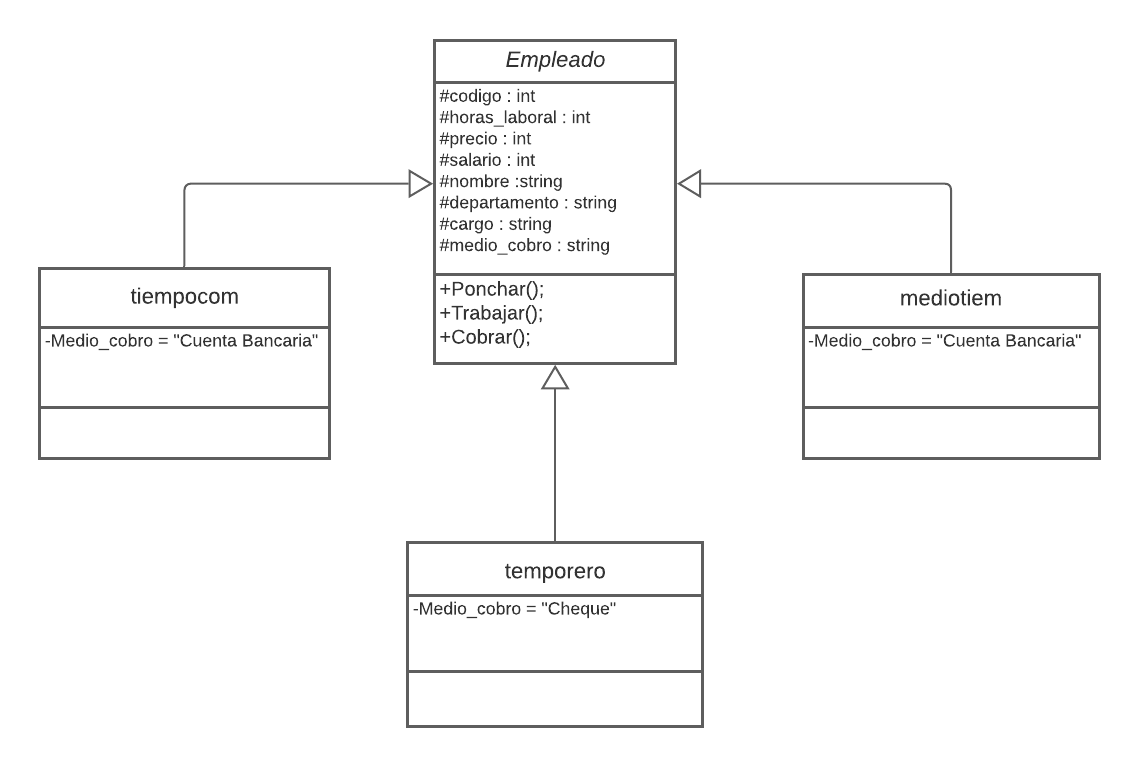 Empleado
#codigo : int
#horas_laboral : int
#precio : int
#salario : int
#nombre :string
#departamento : string
#cargo : string
#medio_cobro : string
+Ponchar();
+Trabajar();
+Cobrar();
tiempocom
-Medio_cobro = "Cuenta Bancaria"
mediotiem
-Medio_cobro = "Cuenta Bancaria"
temporero
-Medio_cobro = "Cheque"